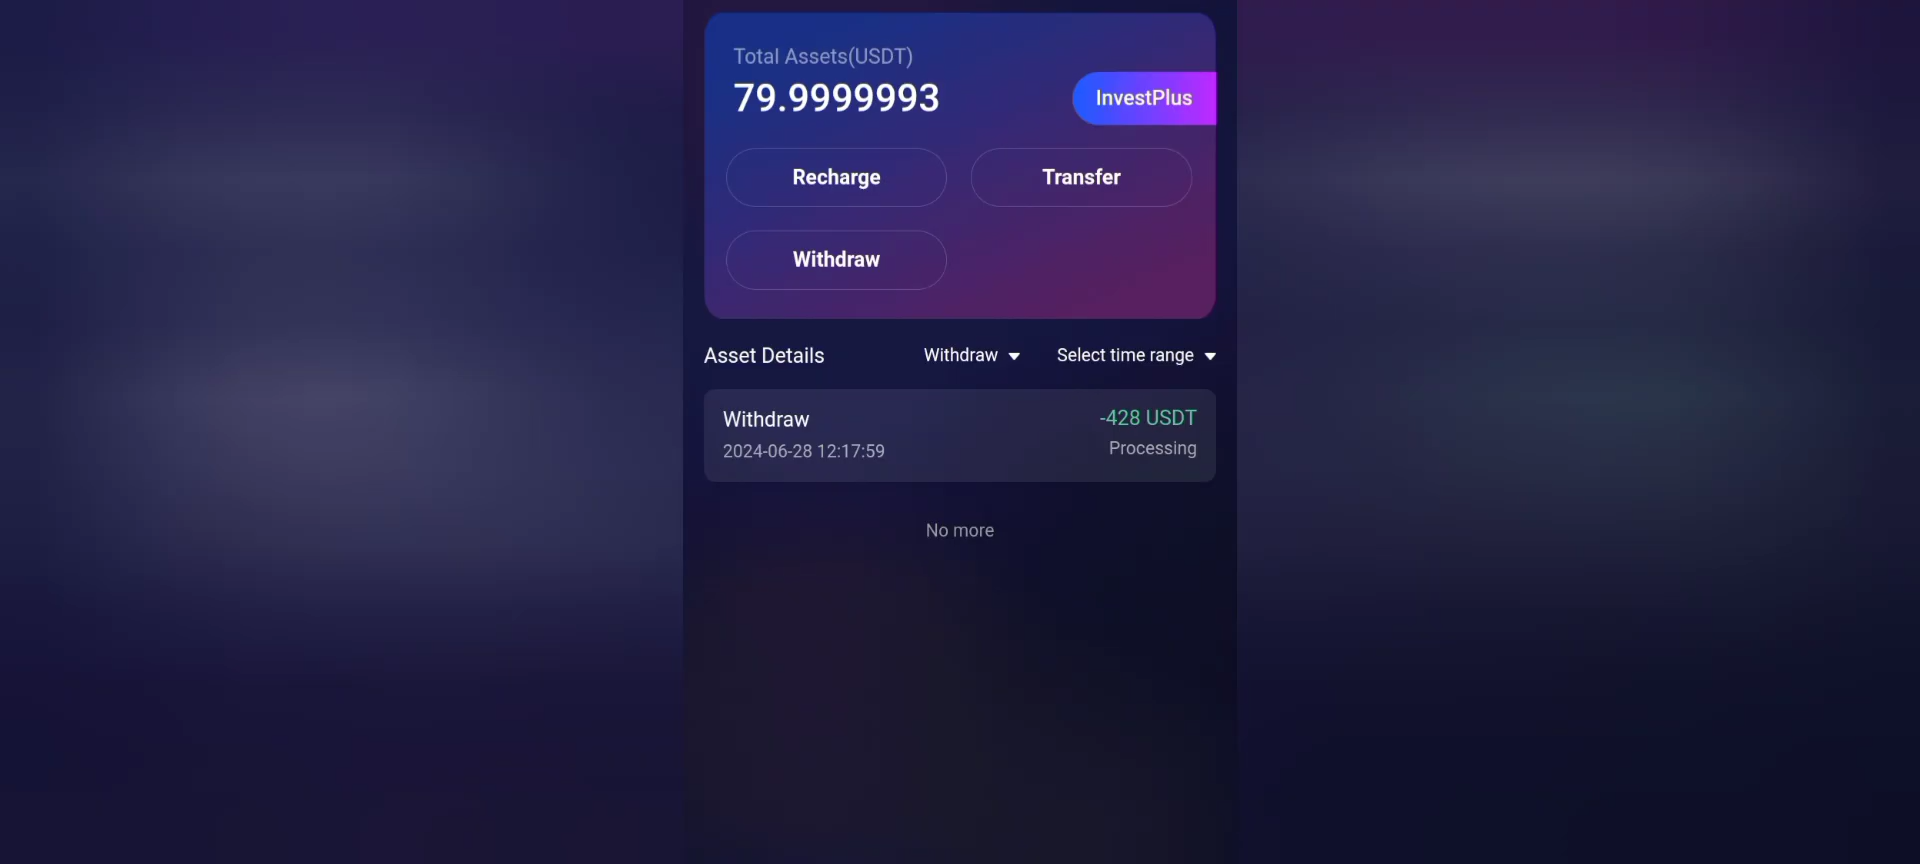 Total Assets(USDT)
79.9999993
InvestPlus
Recharge
Transfer
Withdraw
Asset Details
Withdraw
Select time range
Withdraw
-428 USDT
2024-06-28 12:17:59
Processing
No more